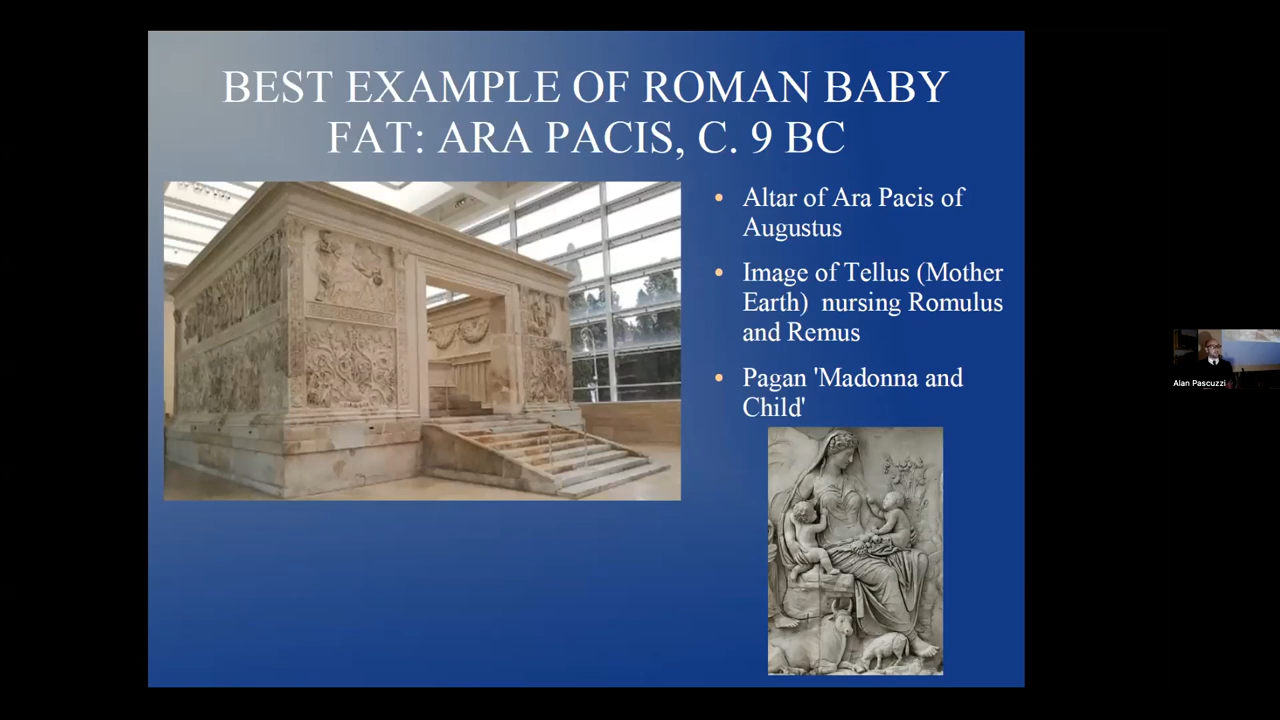 BEST EXAMPLE OF ROMAN BABY
FAT: ARA PACIS, C. 9 BC
• Altar of Ara Pacis of
Augustus
• Image of Tellus (Mother
Earth)  nursing Romulus
and Remus
• Pagan 'Madonna and
Child'
Alan Pascuzzi